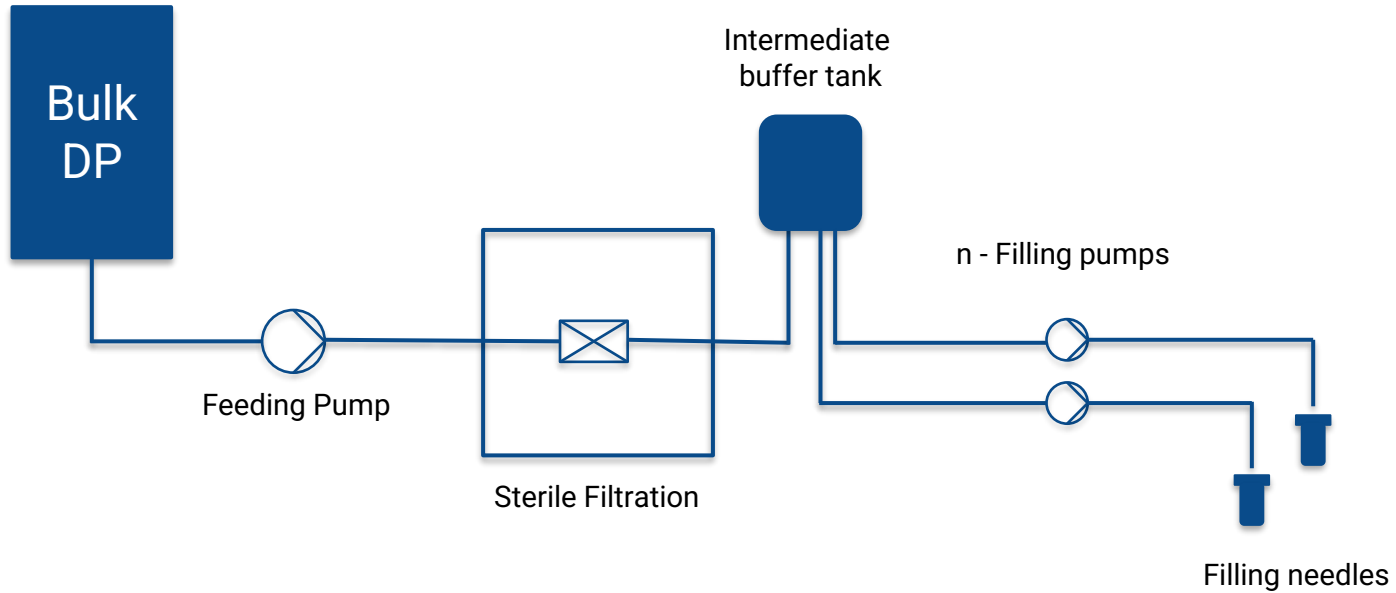 Bulk
DP
Intermediate
buffer tank
n - Filling pumps
Feeding Pump
Sterile Filtration
Filling needles